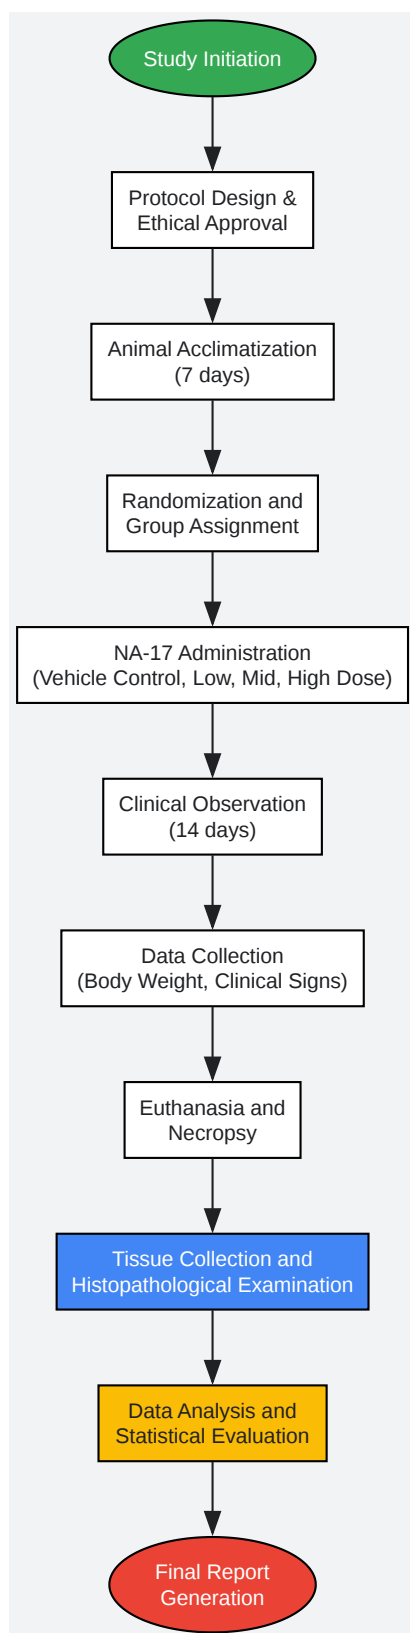 Study Initiation
Protocol Design &
Ethical Approval
Animal Acclimatization
(7 days)
Randomization and
Group Assignment
NA-17 Administration
(Vehicle Control, Low, Mid, High Dose)
Clinical Observation
(14 days)
Data Collection
(Body Weight, Clinical Signs)
Euthanasia and
Necropsy
Tissue Collection and
Histopathological Examination
Data Analysis and
Statistical Evaluation
Final Report
Generation